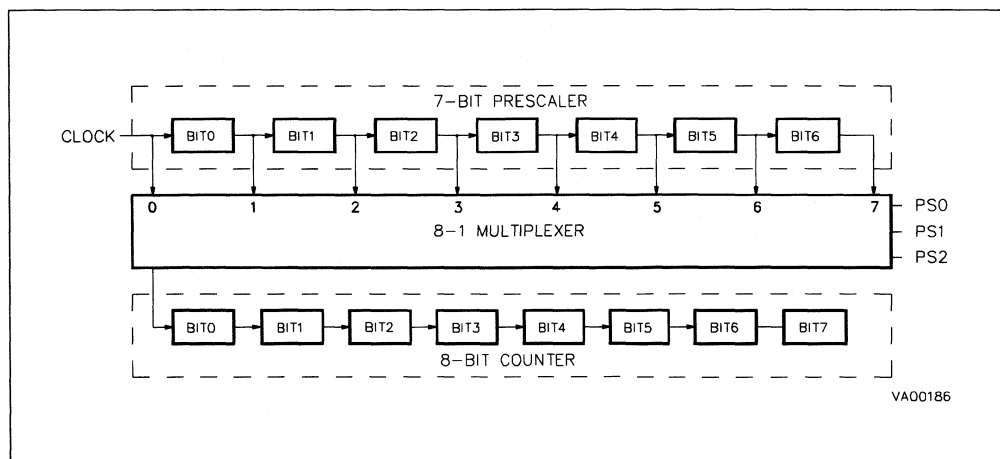 7-BIT PRESCALER
CLOCK BIT0 BIT1 BIT2 BIT3 BIT4 BIT5 BIT6
0 1 2 3 4 5 6 7
8-1 MULTIPLEXER
PS0
PS1
PS2
BIT0 BIT1 BIT2 BIT3 BIT4 BIT5 BIT6 BIT7
8-BIT COUNTER
VA00186